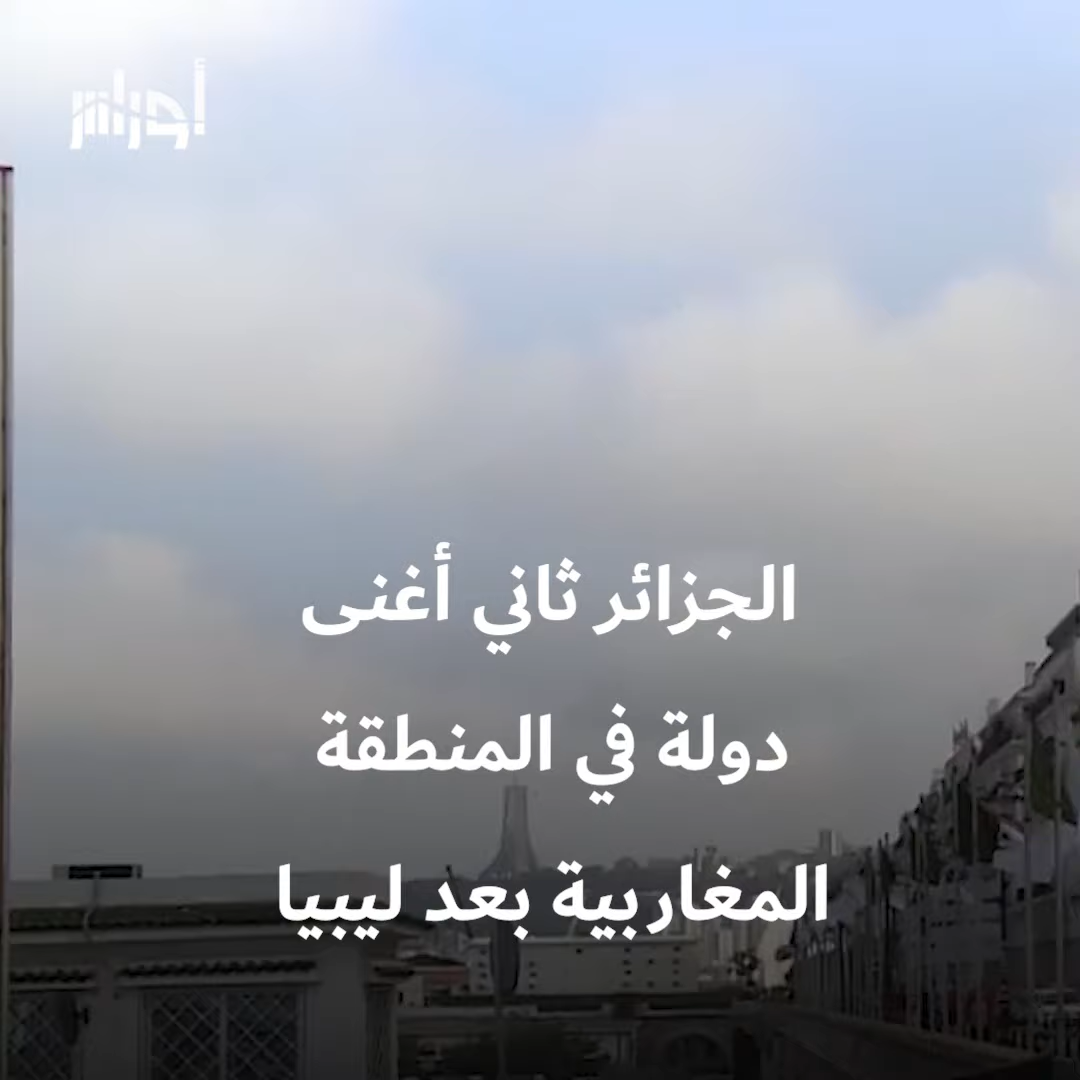 أوراس
الجزائر ثاني أغنى
دولة في المنطقة
المغاربية بعد ليبيا